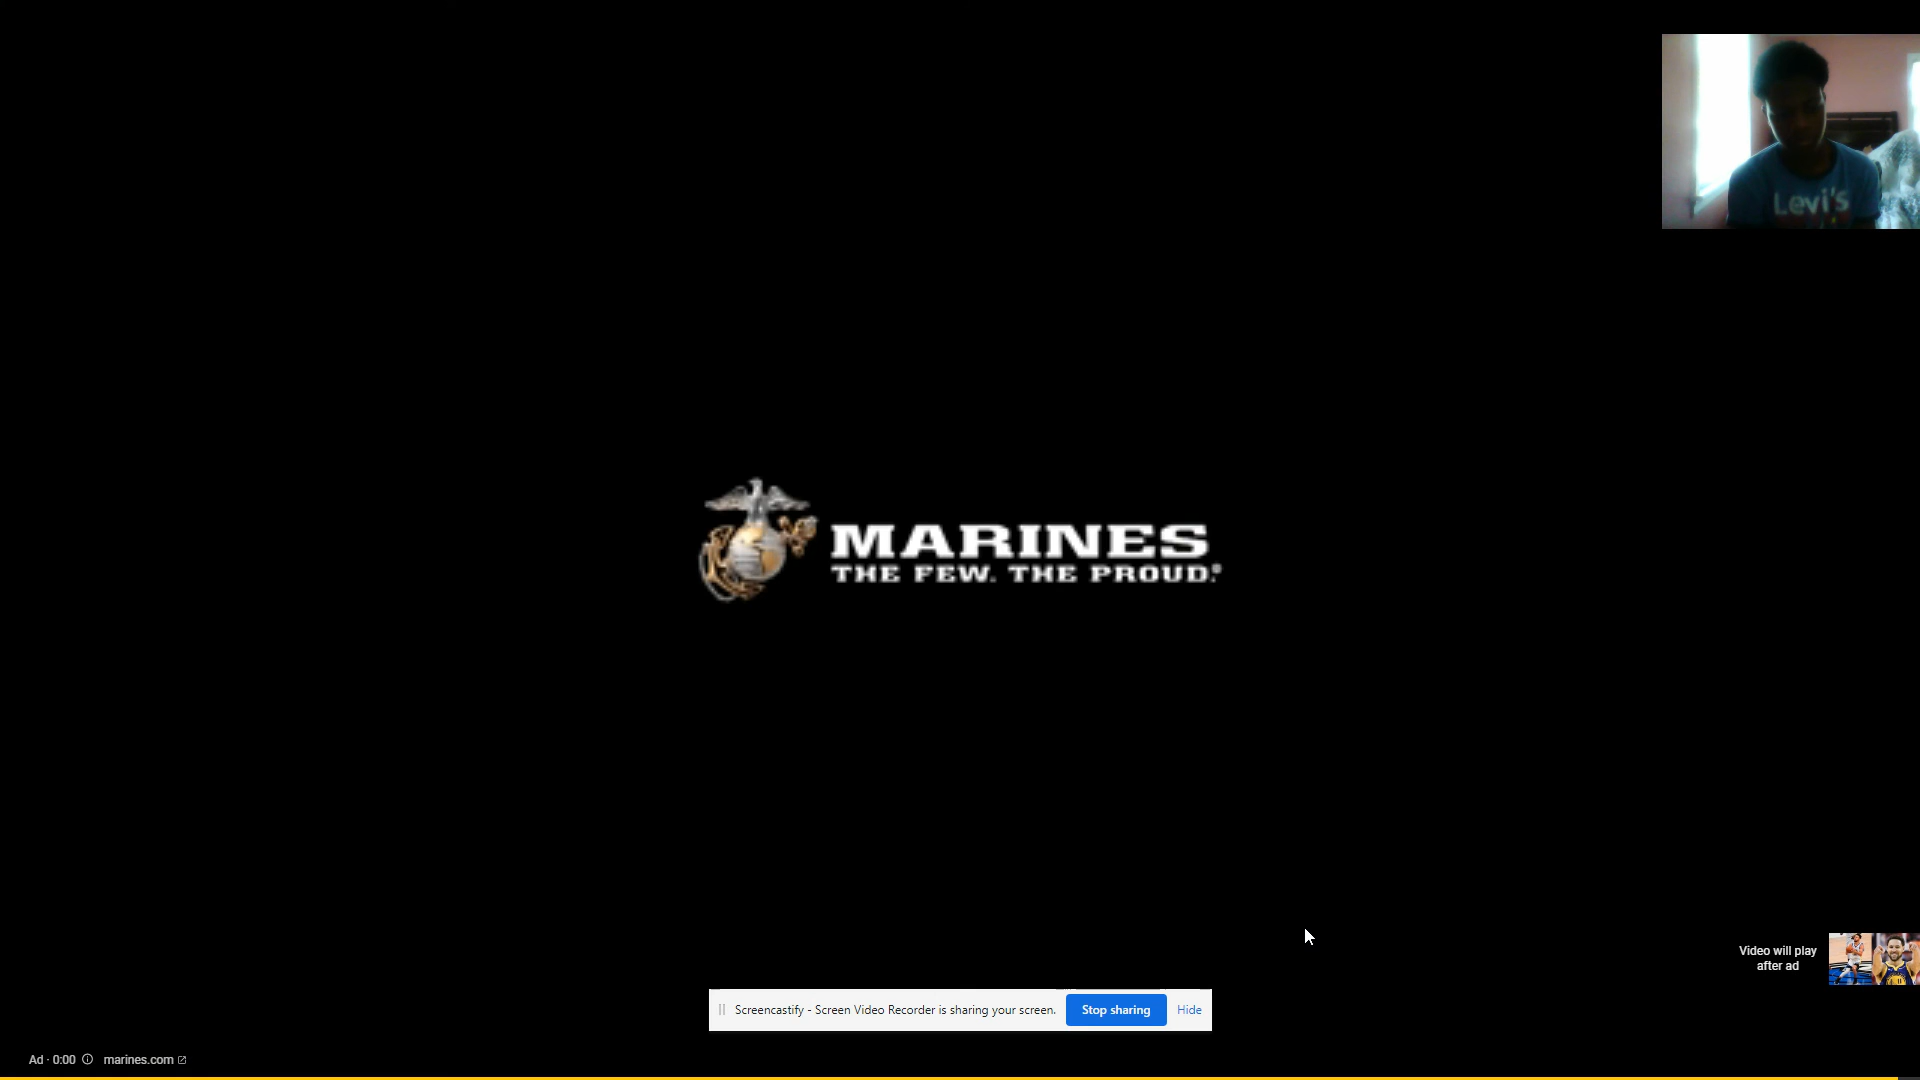 Levi's
MARINES
THE FEW. THE PROUD.®
Video will play
after ad
Screencastify - Screen Video Recorder is sharing your screen.
Stop sharing
Hide
Ad · 0:00
marines.com